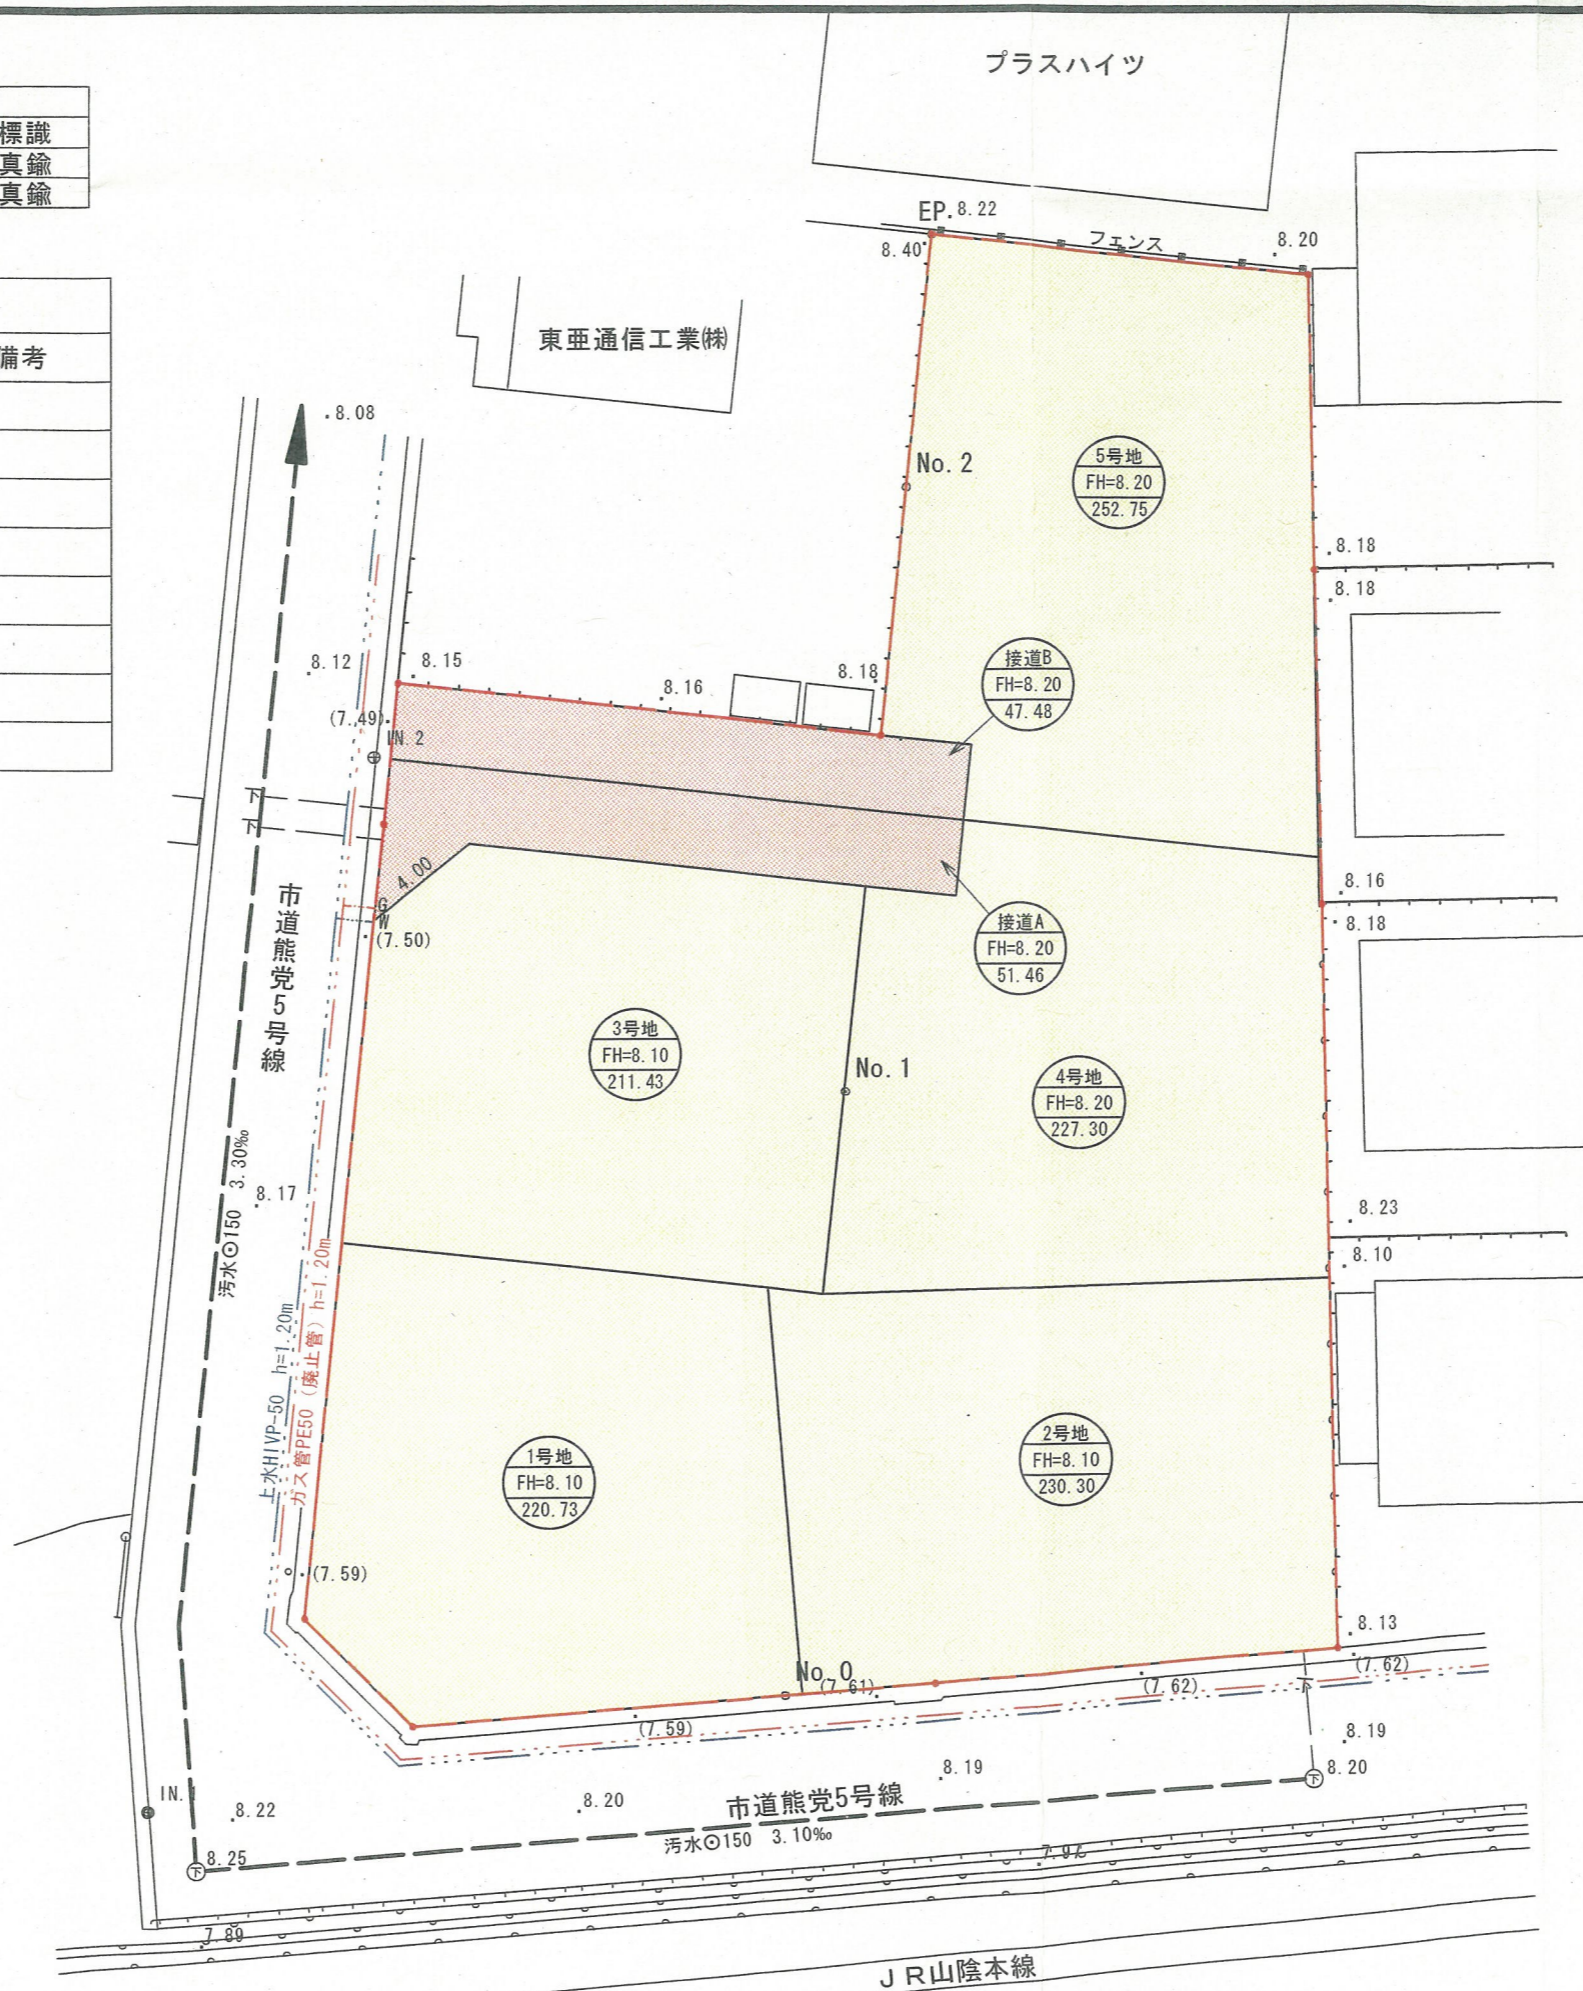 プラスハイツ
標識
真鍮
真鍮
備考
EP.
8.22
8.40
フェンス
8.20
東亜通信工業㈱
8.08
No.2
5号地
FH=8.20
252.75
8.18
8.18
8.12
8.15
8.16
8.18
接道B
FH=8.20
47.48
(7.49)
IN.2
下
下
4.00
G
W
(7.50)
8.16
8.18
接道A
FH=8.20
51.46
市道熊党5号線
3号地
FH=8.10
211.43
No.1
4号地
FH=8.20
227.30
汚水⊙150 3.30‰
8.17
8.23
8.10
上水HIVP-50 h=1.20m
ガス管PE50（廃止管）h=1.20m
1号地
FH=8.10
220.73
2号地
FH=8.10
230.30
(7.59)
8.13
No.0
(7.61)
(7.62)
(7.62)
(7.59)
8.19
8.19
8.20
下
IN.1
8.22
8.20
市道熊党5号線
汚水⊙150 3.10‰
8.25
下
7.97
7.89
ＪＲ山陰本線